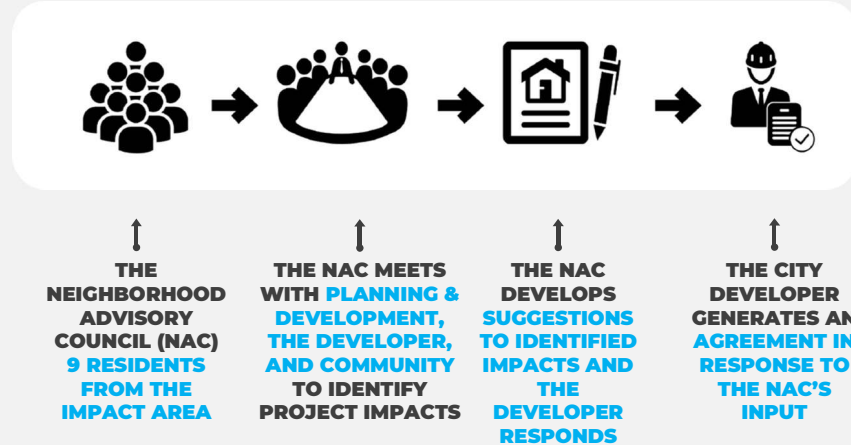 THE
NEIGHBORHOOD
ADVISORY
COUNCIL (NAC)
9 RESIDENTS
FROM THE
IMPACT AREA
THE NAC MEETS
WITH PLANNING &
DEVELOPMENT,
THE DEVELOPER,
AND COMMUNITY
TO IDENTIFY
PROJECT IMPACTS
THE NAC
DEVELOPS
SUGGESTIONS
TO IDENTIFIED
IMPACTS AND
THE
DEVELOPER
RESPONDS
THE CITY
DEVELOPER
GENERATES AN
AGREEMENT IN
RESPONSE TO
THE NAC’S
INPUT